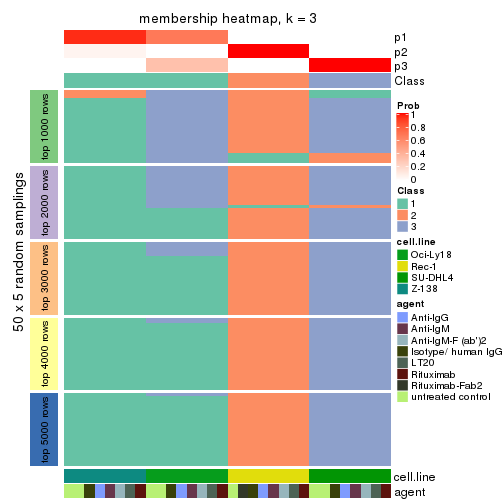 membership heatmap, k = 3
p1
p2
p3
Class
50 x 5 random samplings
top 1000 rows
top 2000 rows
top 3000 rows
top 4000 rows
top 5000 rows
cell.line
agent
Prob
1
0.8
0.6
0.4
0.2
0
Class
1
2
3
cell.line
Oci-Ly18
Rec-1
SU-DHL4
Z-138
agent
Anti-IgG
Anti-IgM
Anti-IgM-F (ab')2
Isotype/ human IgG
LT20
Rituximab
Rituximab-Fab2
untreated control